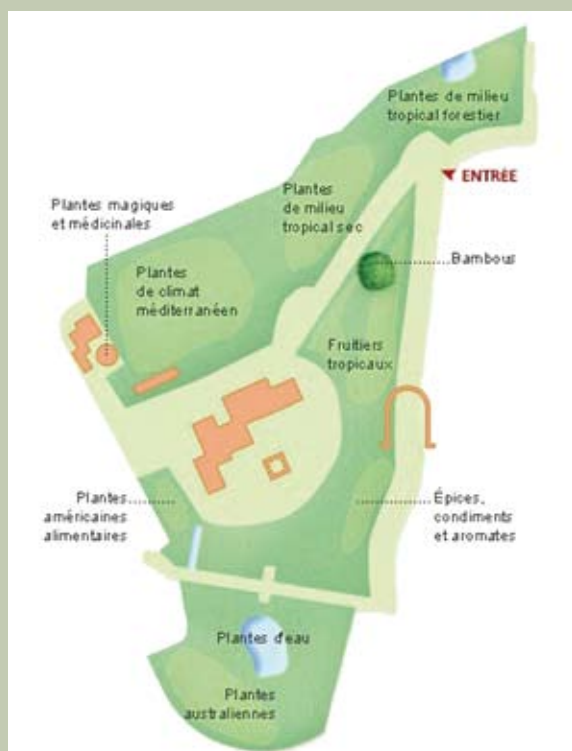 Plantes de milieu
tropical forestier
ENTRÉE
Plantes magiques
et médicinales
Plantes
de milieu
tropical sec
Bambous
Plantes
de climat
méditerranéen
Fruitiers
tropicaux
Plantes
américaines
alimentaires
Épices,
condiments
et aromates
Plantes d'eau
Plantes
australiennes